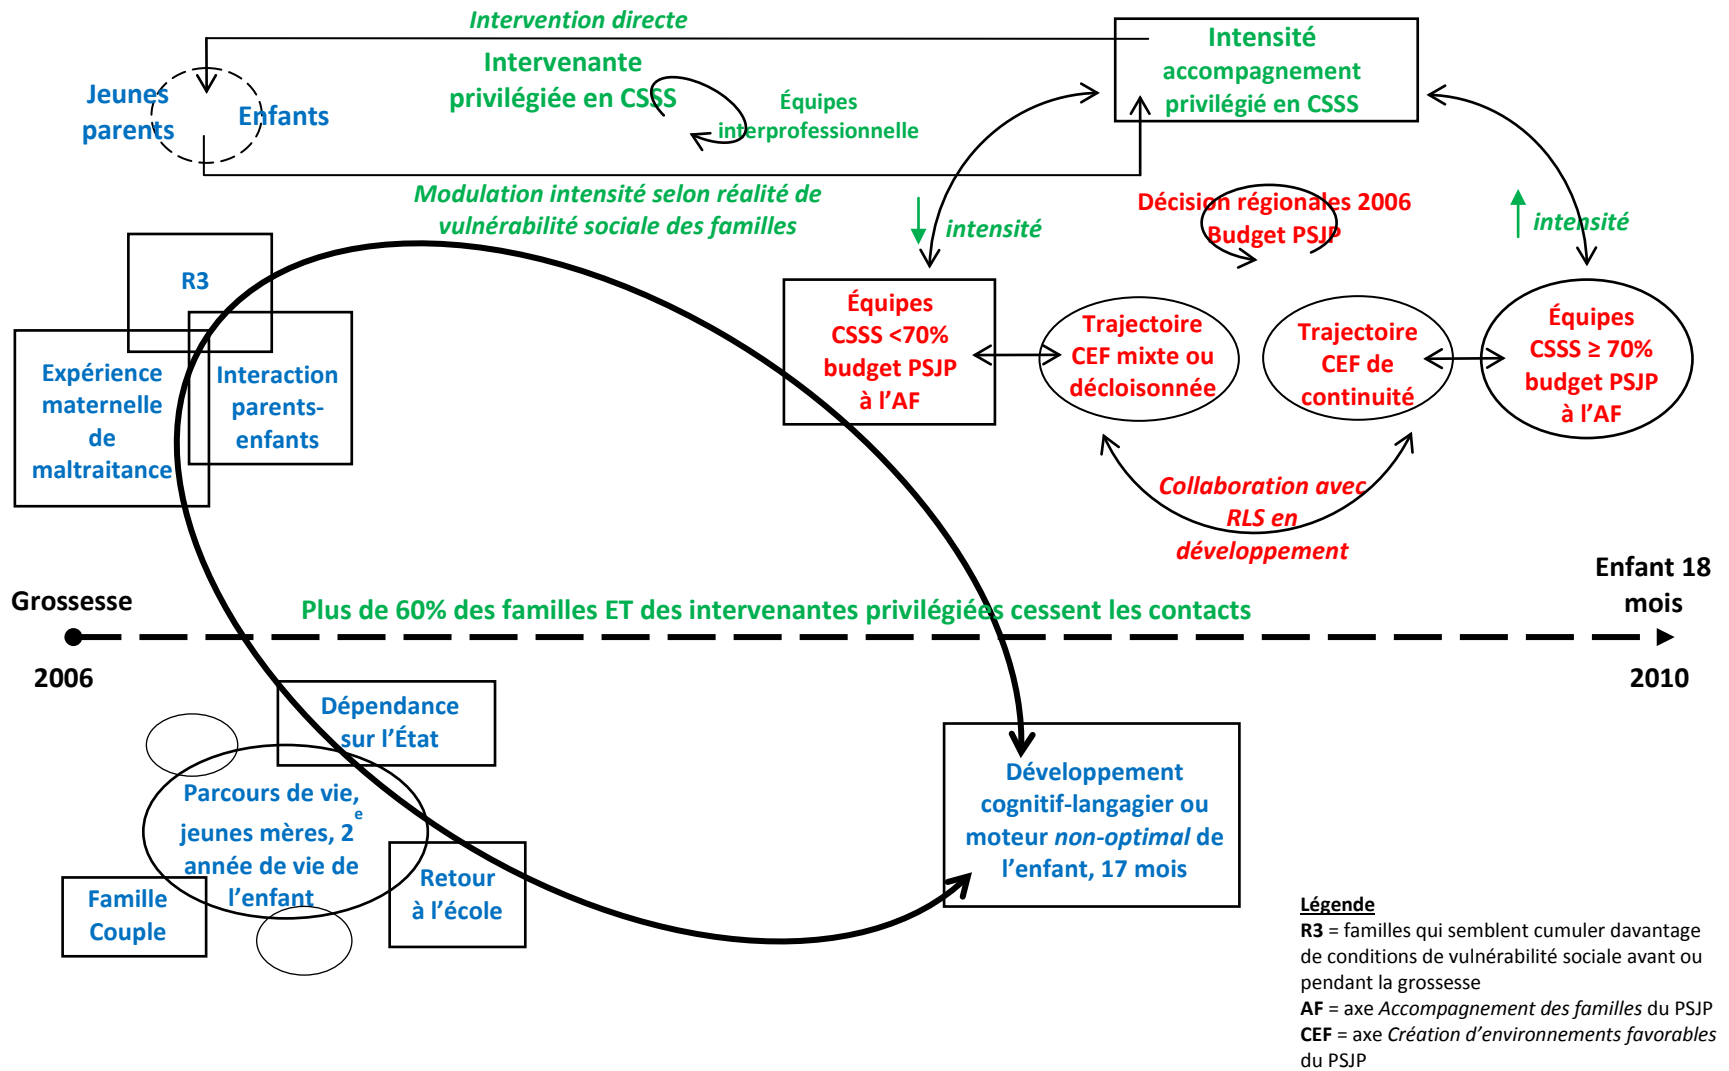 Intervention directe
Intervenante
privilégiée en CSSS
Équipes
interprofessionnelle
Jeunes
parents
Enfants
Intensité
accompagnement
privilégié en CSSS
Modulation intensité selon réalité de
vulnérabilité sociale des familles
intensité
Décision régionales 2006
Budget PSJP
intensité
R3
Expérience
maternelle
de
maltraitance
Interaction
parents-
enfants
Équipes
CSSS <70%
budget PSJP
à l’AF
Trajectoire
CEF mixte ou
décloisonnée
Trajectoire
CEF de
continuité
Équipes
CSSS ≥ 70%
budget PSJP
à l’AF
Collaboration avec
RLS en
développement
Grossesse
Plus de 60% des familles ET des intervenantes privilégiées cessent les contacts
Enfant 18
mois
2006
2010
Dépendance
sur l’État
Parcours de vie,
jeunes mères, 2e
année de vie de
l’enfant
Famille
Couple
Retour
à l’école
Développement
cognitif-langagier ou
moteur non-optimal de
l’enfant, 17 mois
Légende
R3 = familles qui semblent cumuler davantage
de conditions de vulnérabilité sociale avant ou
pendant la grossesse
AF = axe Accompagnement des familles du PSJP
CEF = axe Création d’environnements favorables
du PSJP